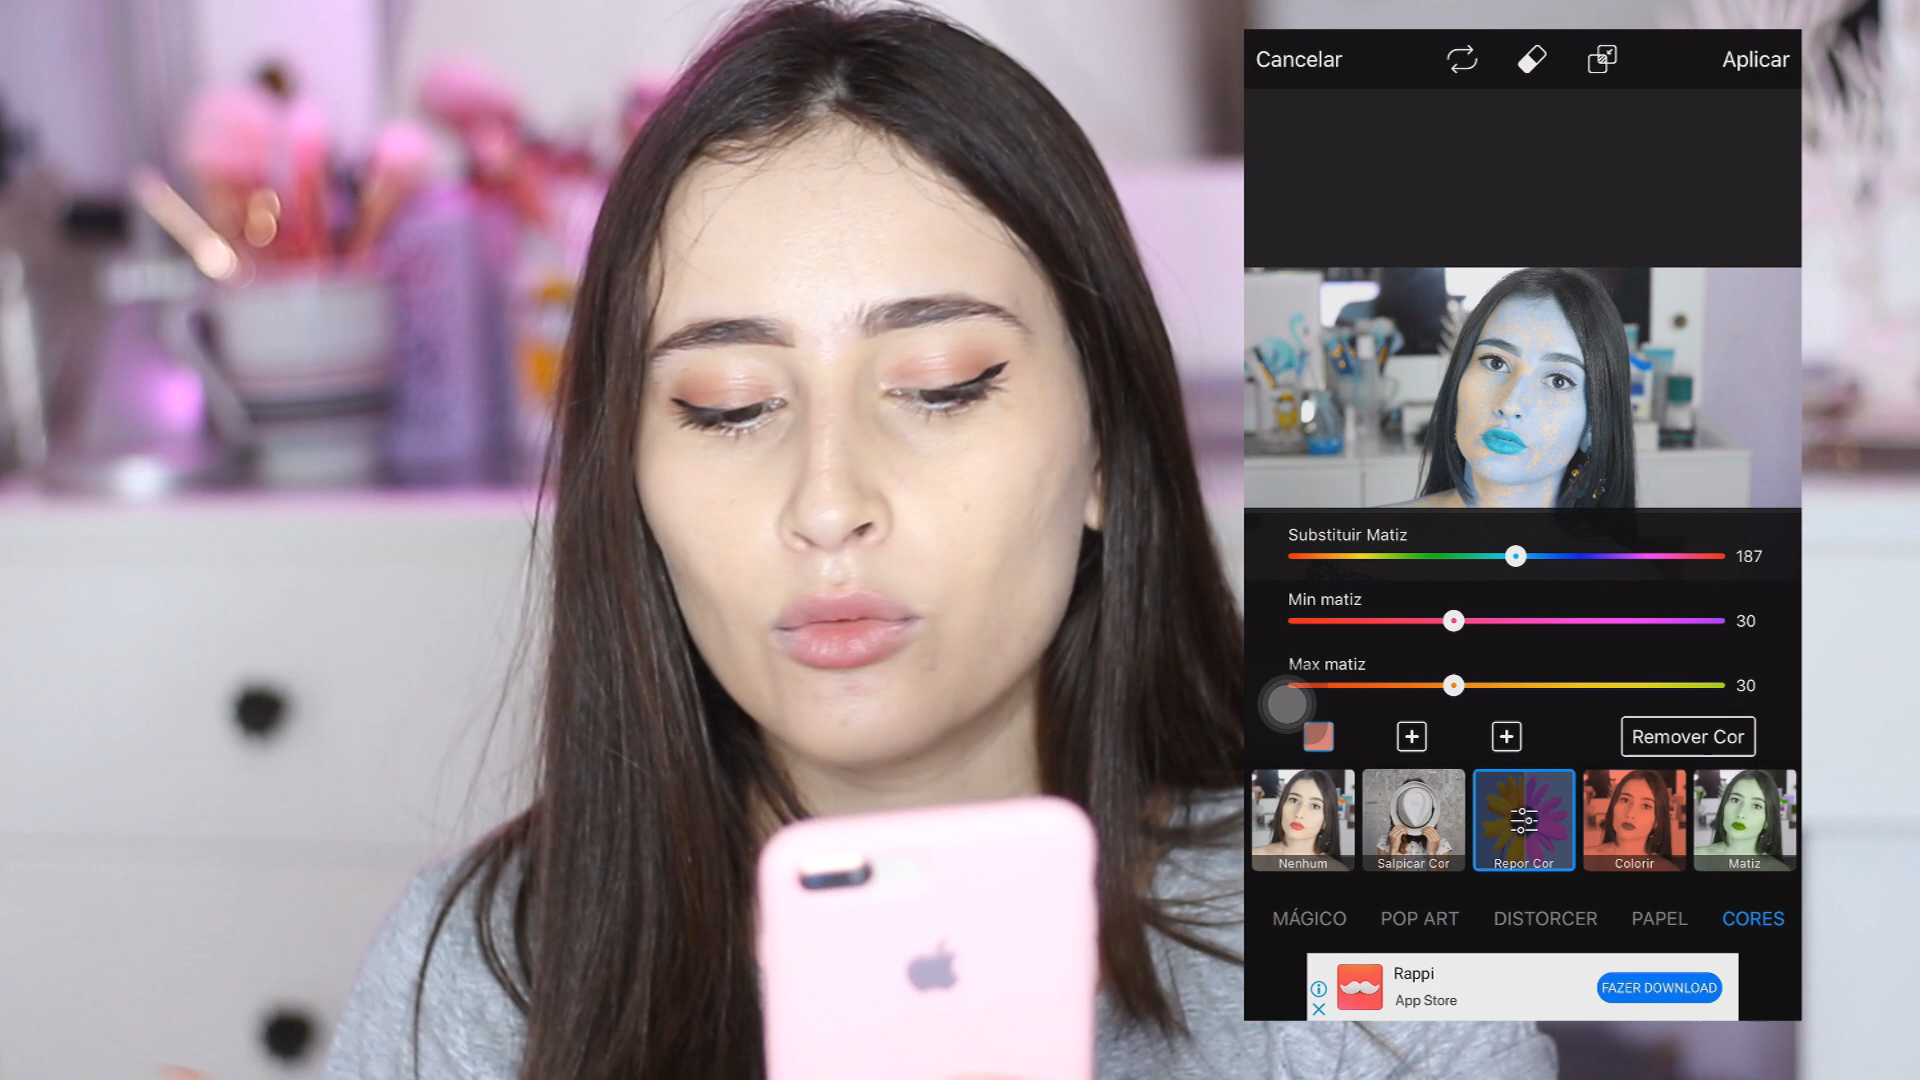 Cancelar
Aplicar
Substituir Matiz
187
Min matiz
30
Max matiz
30
Remover Cor
Nenhum
Salpicar Cor
Repor Cor
Colorir
Matiz
MÁGICO
POP ART
DISTORCER
PAPEL
CORES
Rappi
App Store
FAZER DOWNLOAD